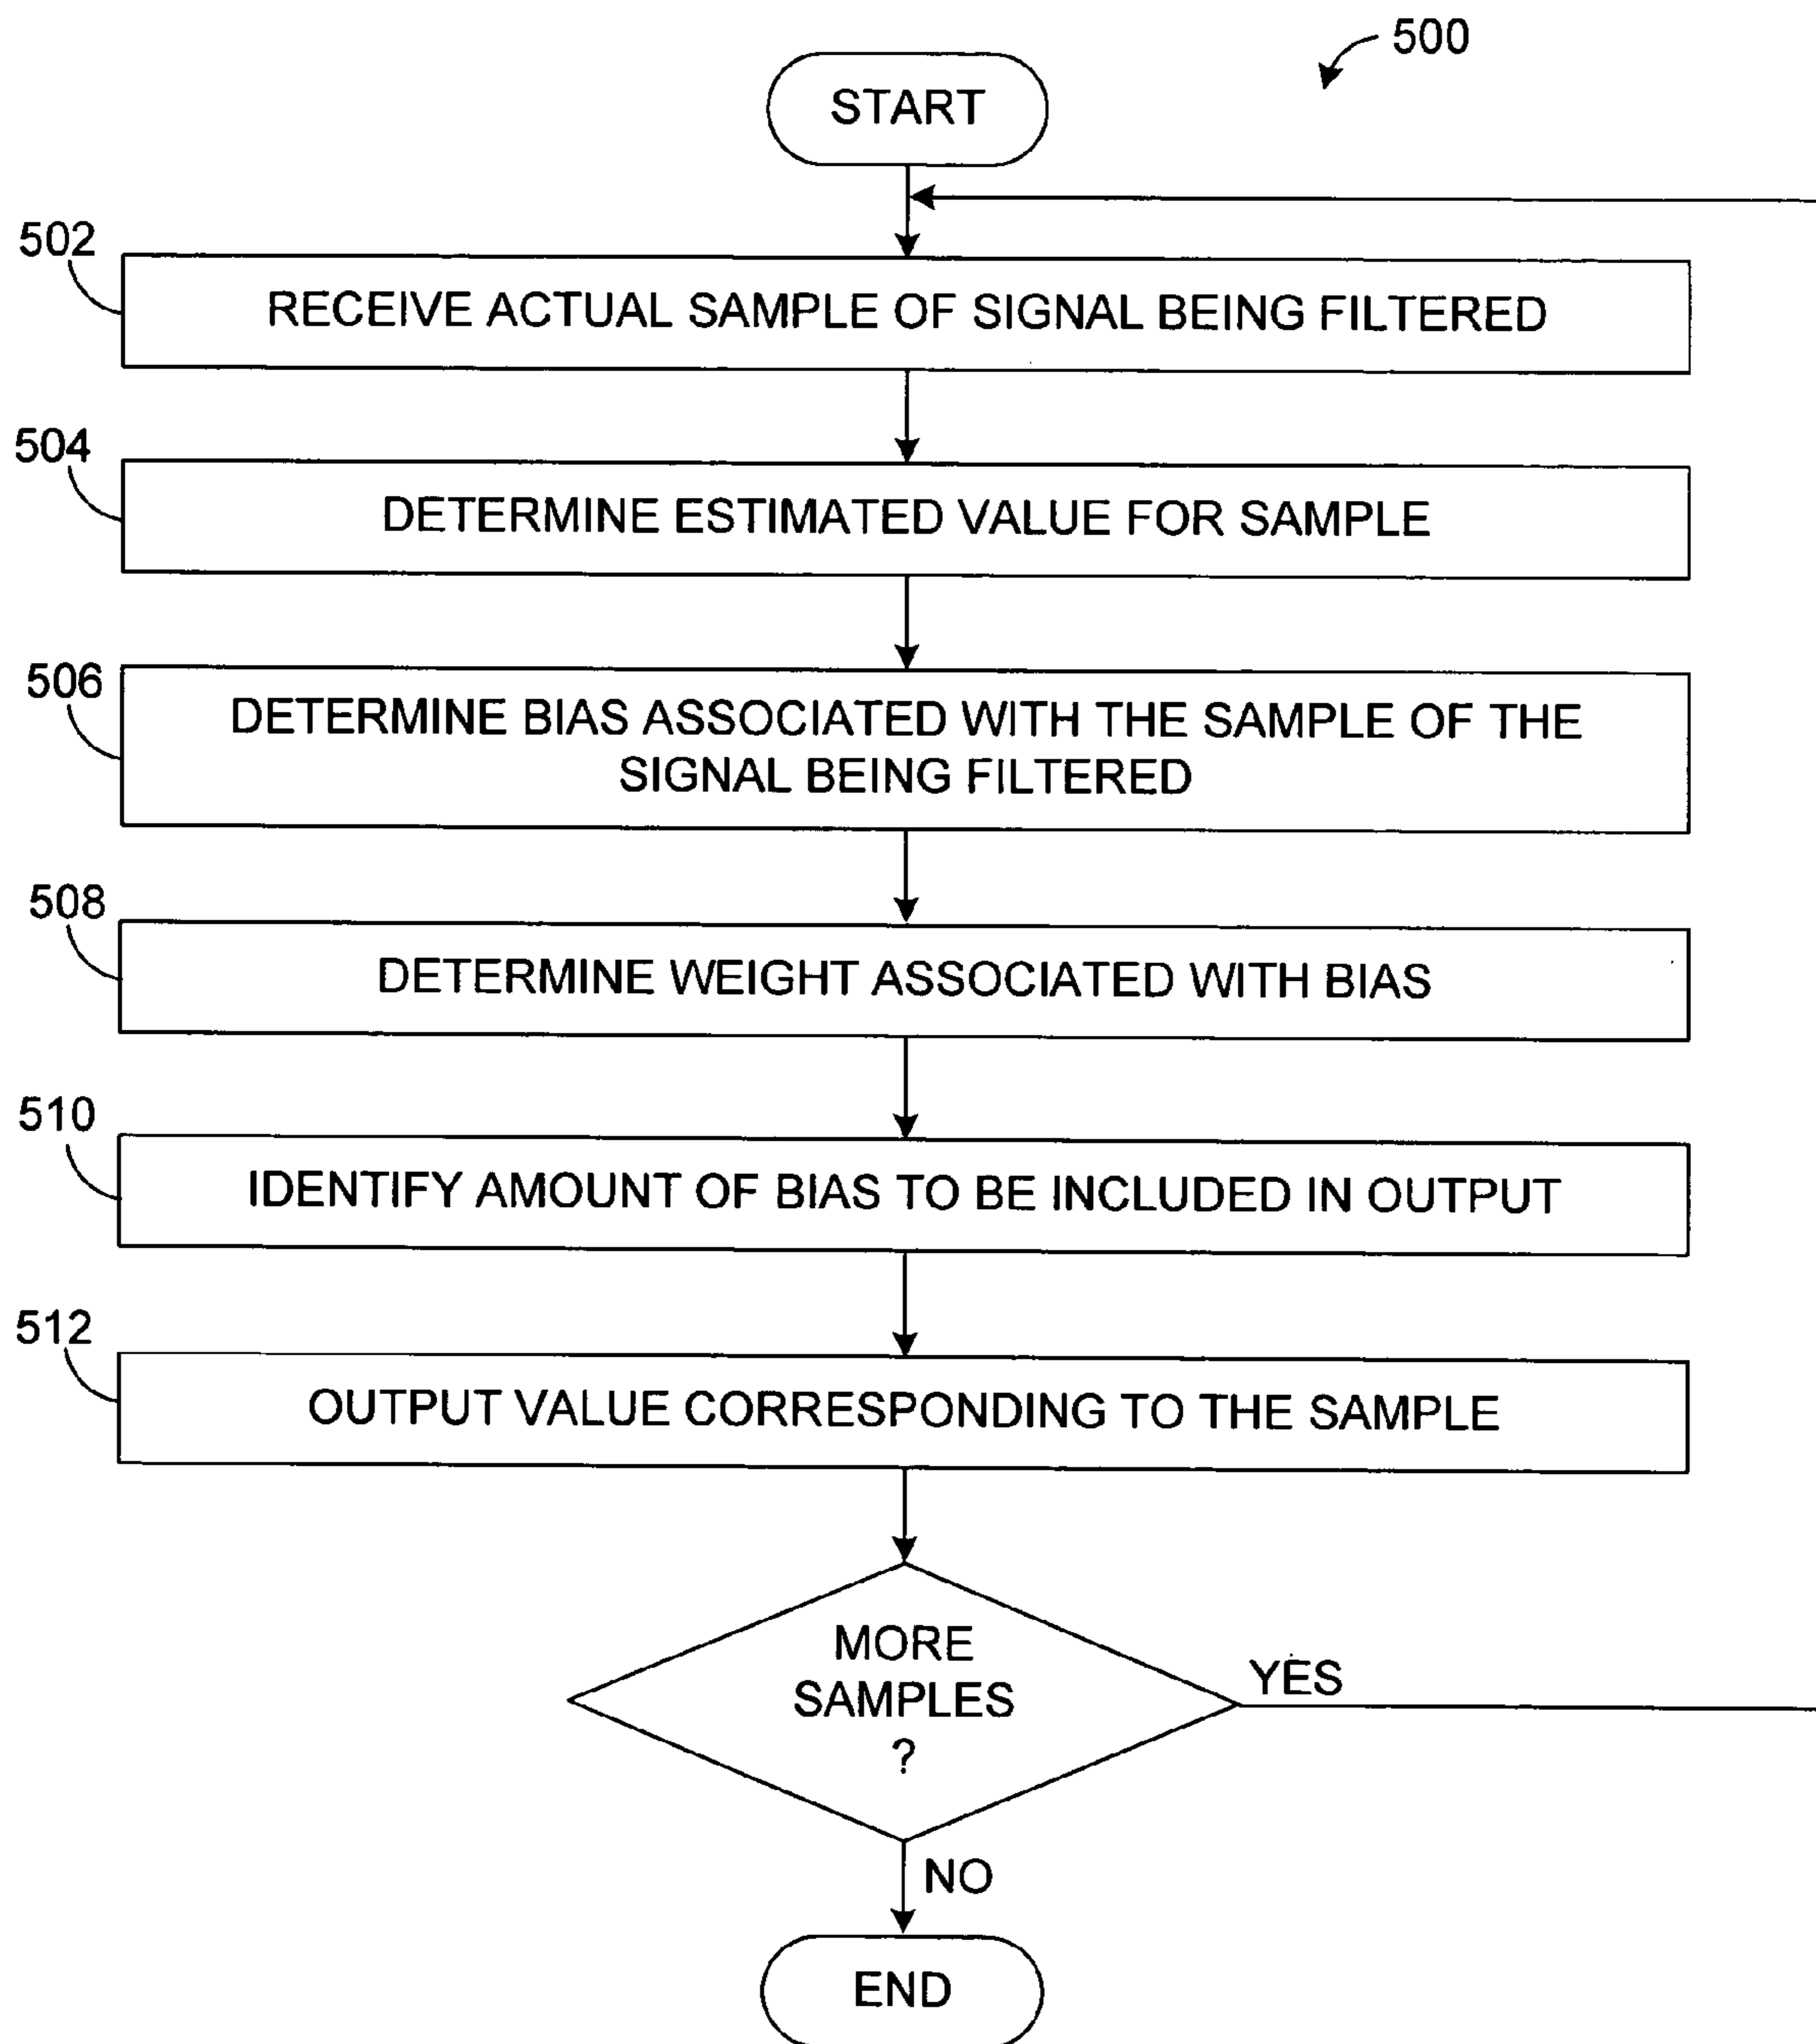 500
START
502
RECEIVE ACTUAL SAMPLE OF SIGNAL BEING FILTERED
504
DETERMINE ESTIMATED VALUE FOR SAMPLE
506
DETERMINE BIAS ASSOCIATED WITH THE SAMPLE OF THE
SIGNAL BEING FILTERED
508
DETERMINE WEIGHT ASSOCIATED WITH BIAS
510
IDENTIFY AMOUNT OF BIAS TO BE INCLUDED IN OUTPUT
512
OUTPUT VALUE CORRESPONDING TO THE SAMPLE
MORE
SAMPLES
?
YES
NO
END